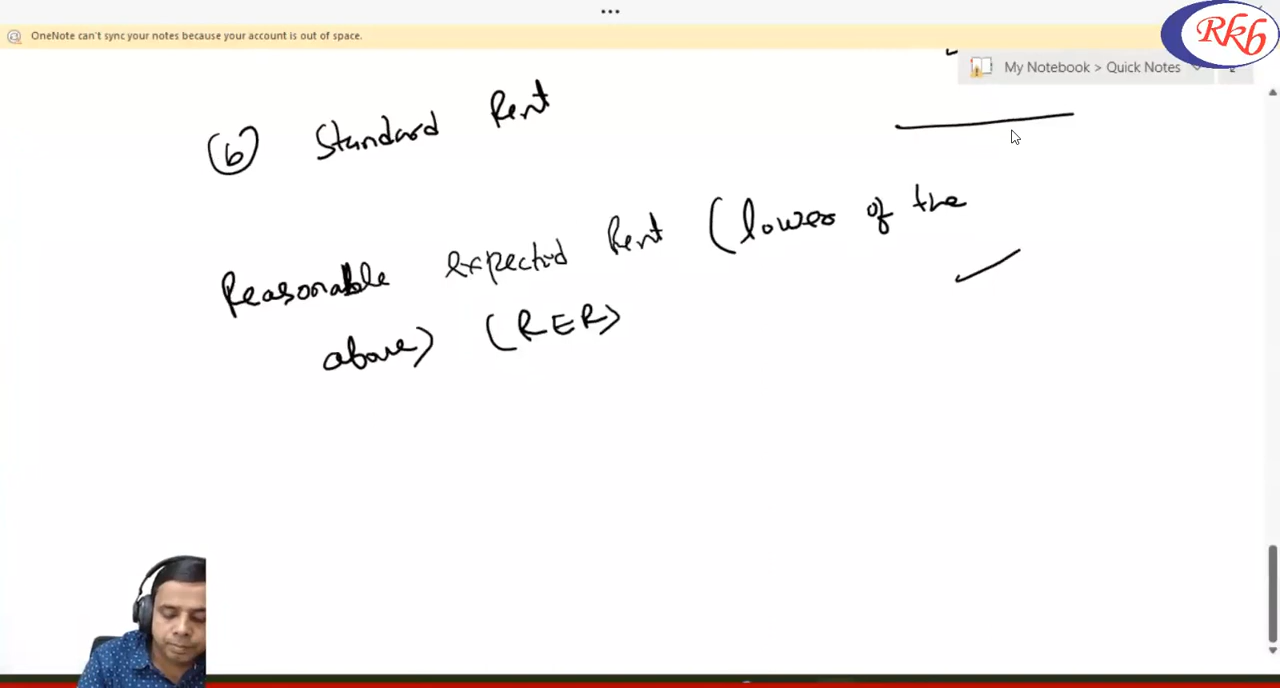 OneNote can't sync your notes because your account is out of space.
Rkb
My Notebook > Quick Notes
(6) Standard Rent
Reasonable expected Rent (lower of the
above) (RER)